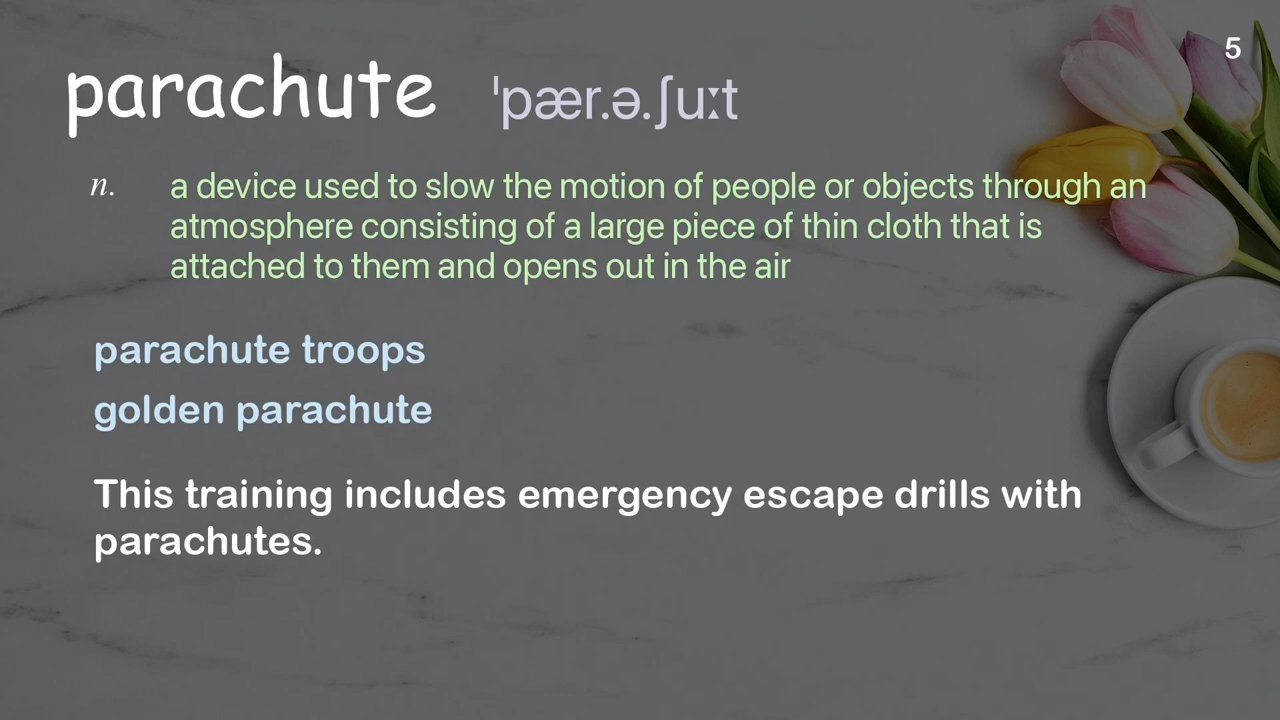 5
parachute ˈpær.ə.ʃuːt
n. a device used to slow the motion of people or objects through an
atmosphere consisting of a large piece of thin cloth that is
attached to them and opens out in the air
parachute troops
golden parachute
This training includes emergency escape drills with
parachutes.